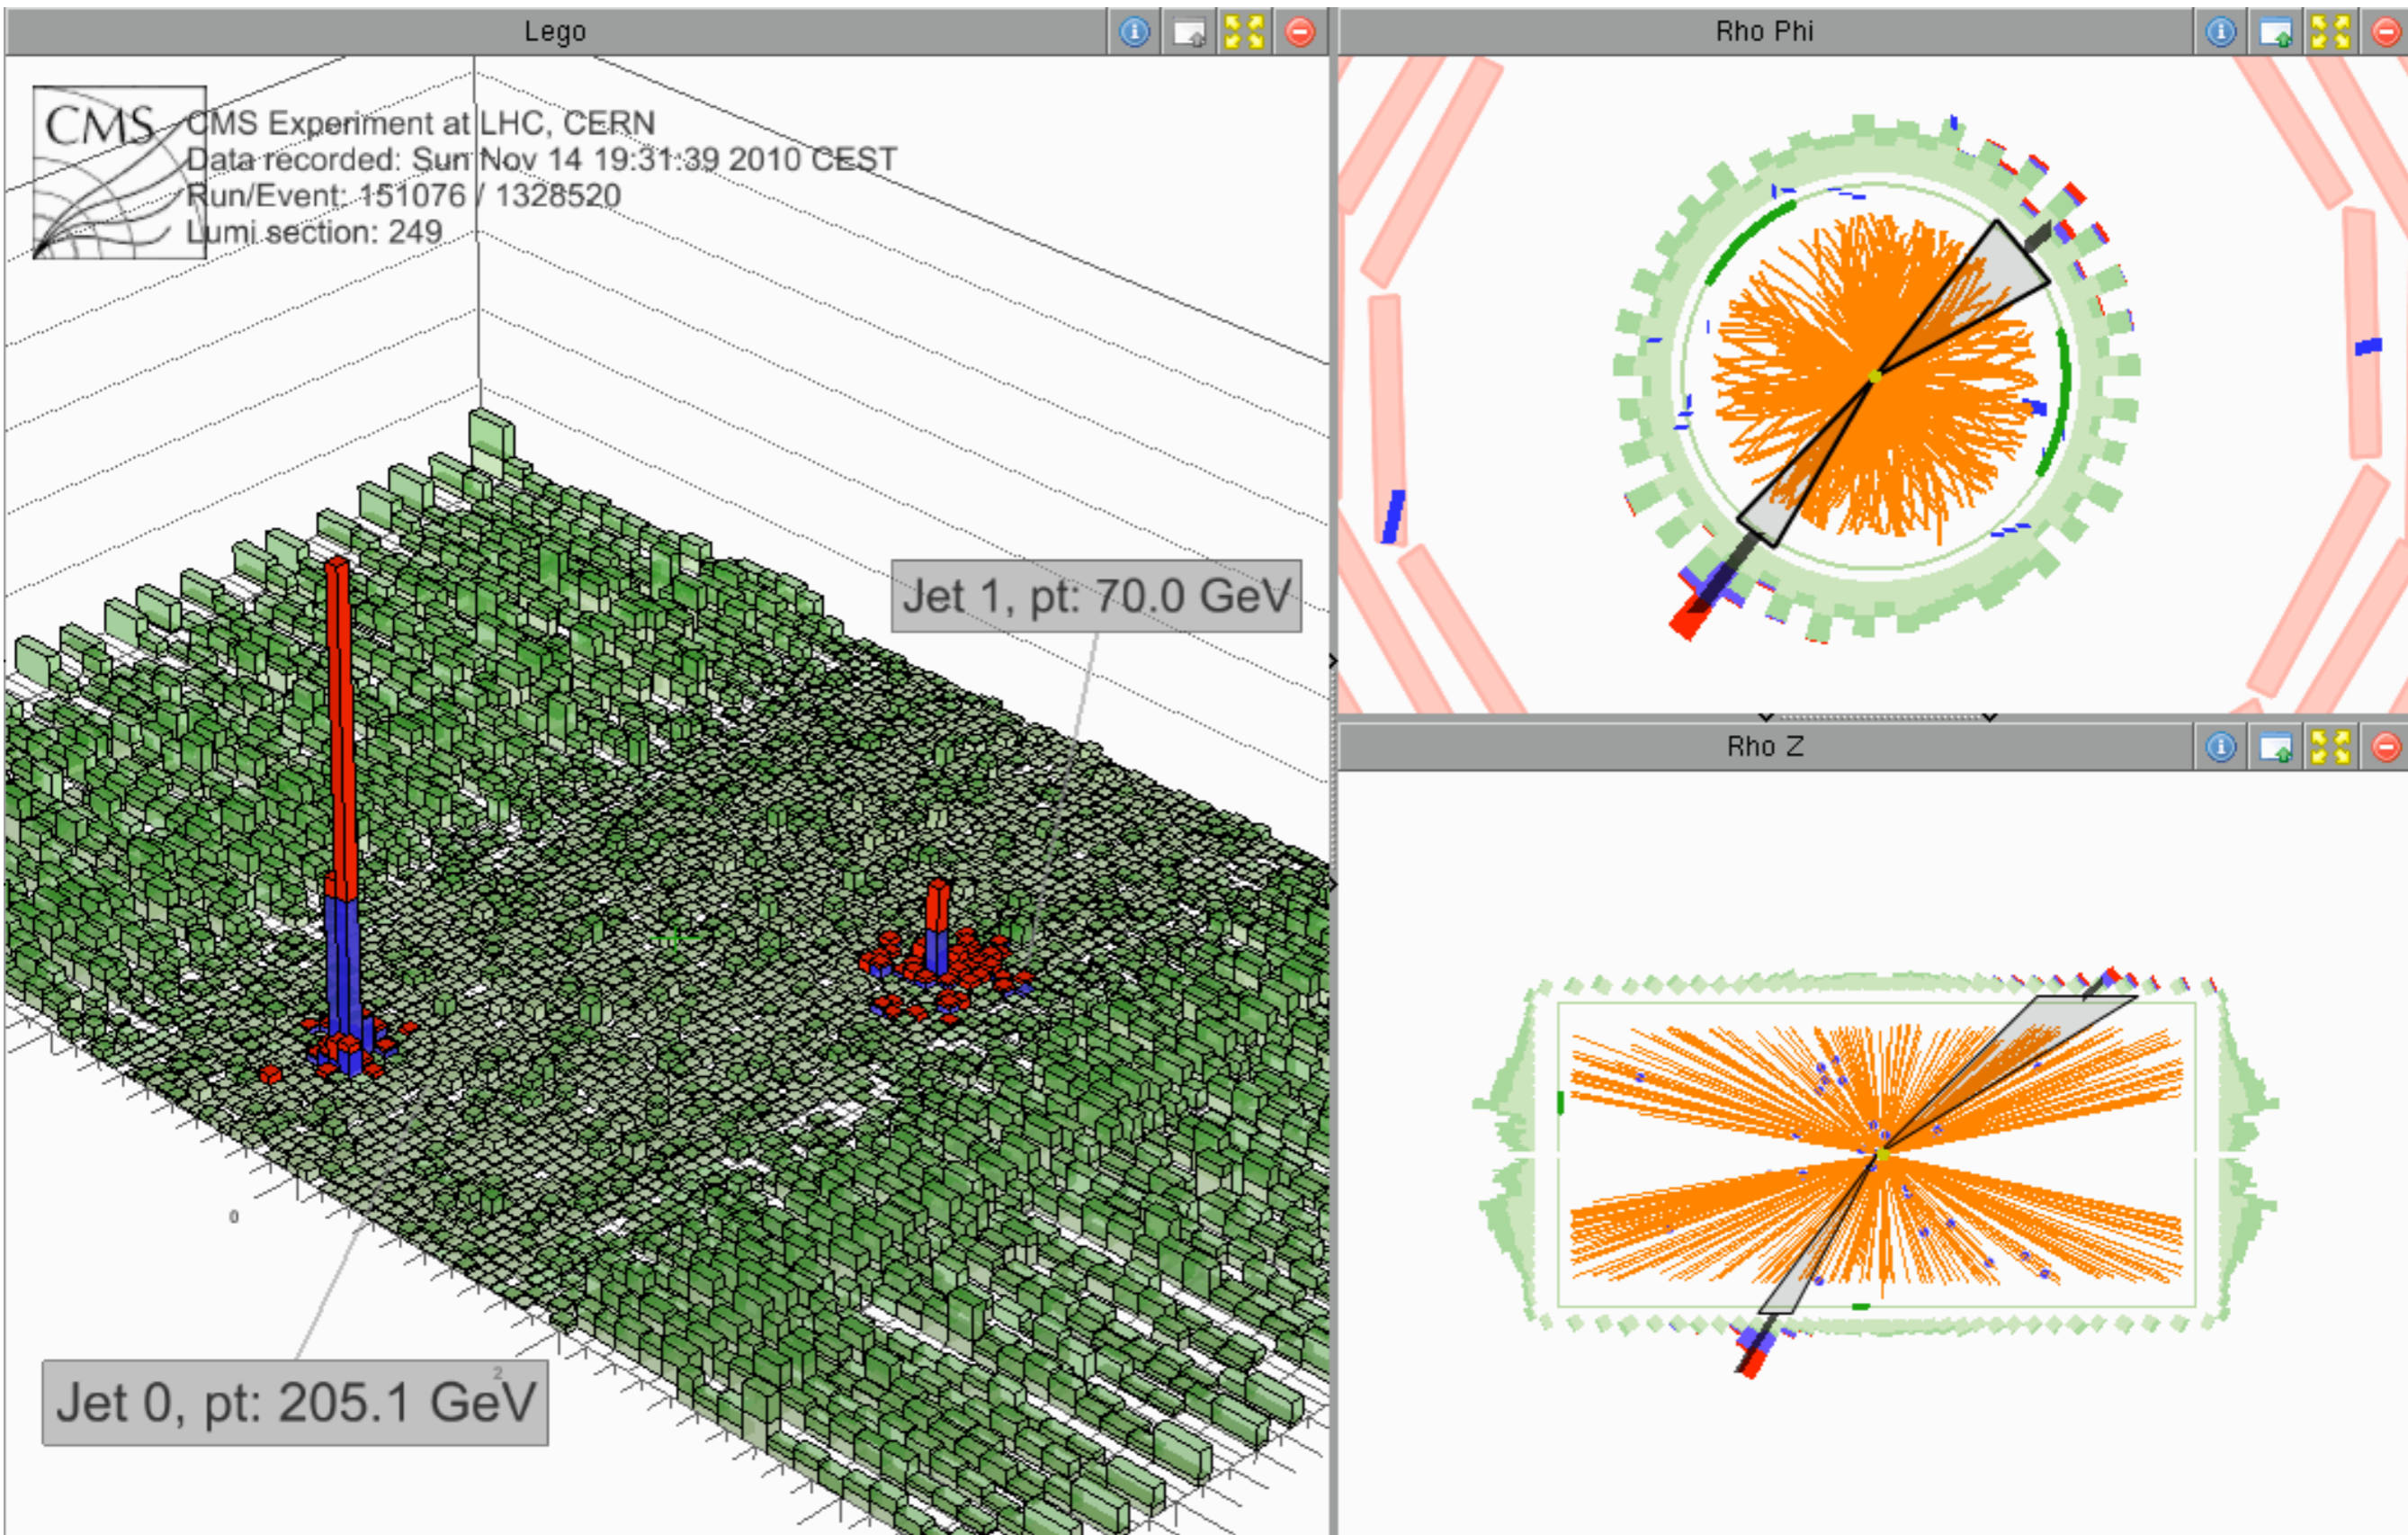 Lego
CMS
CMS Experiment at LHC, CERN
Data recorded: Sun Nov 14 19:31:39 2010 CEST
Run/Event: 151076 / 1328520
Lumi section: 249
Jet 1, pt: 70.0 GeV
0
2
Jet 0, pt: 205.1 GeV
Rho Phi
Rho Z